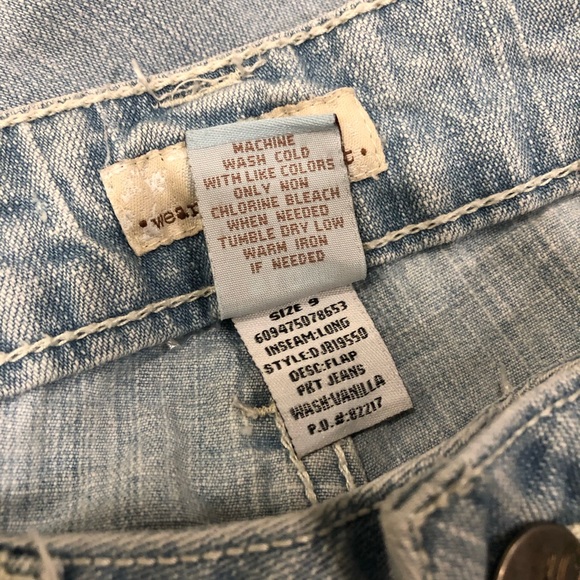 MACHINE
WASH COLD
WITH LIKE COLORS
ONLY NOW
CHLORINE BLEACH
WHEN NEEDED
TUMBLE DRY LOW
WARM IRON
IF NEEDED
SIZE 9
609475078653
INSEAM:LONG
STYLE:DJB19550
DESC:FLAP
PKT JEANS
WASH:VANILLA
P.O.#:82217